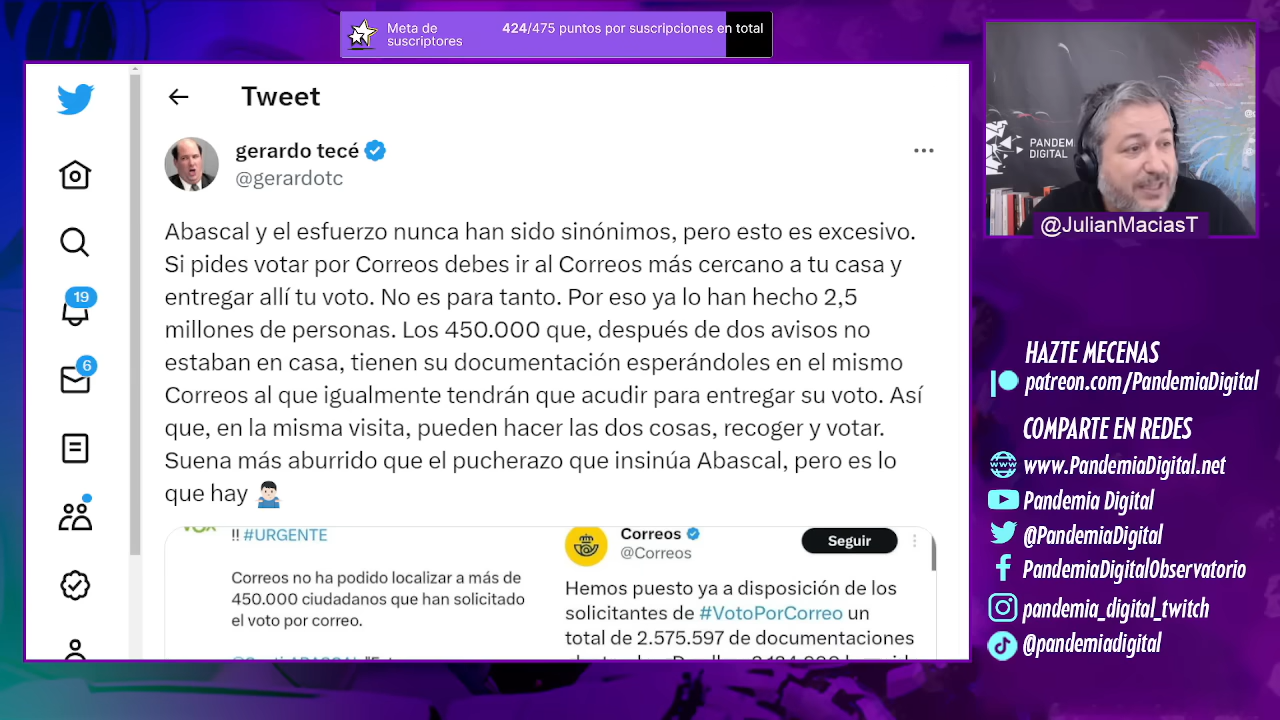 Meta de
suscriptores
424/475 puntos por suscripciones en total
Tweet
gerardo tecé
@gerardotc
19
6
Abascal y el esfuerzo nunca han sido sinónimos, pero esto es excesivo.
Si pides votar por Correos debes ir al Correos más cercano a tu casa y
entregar allí tu voto. No es para tanto. Por eso ya lo han hecho 2,5
millones de personas. Los 450.000 que, después de dos avisos no
estaban en casa, tienen su documentación esperándoles en el mismo
Correos al que igualmente tendrán que acudir para entregar su voto. Así
que, en la misma visita, pueden hacer las dos cosas, recoger y votar.
Suena más aburrido que el pucherazo que insinúa Abascal, pero es lo
que hay
VOX
!! #URGENTE
Correos no ha podido localizar a más de
450.000 ciudadanos que han solicitado
el voto por correo.
Correos
@Correos
Seguir
Hemos puesto ya a disposición de los
solicitantes de #VotoPorCorreo un
total de 2.575.597 de documentaciones
PANDEM
DIGITAL
@JulianMaciasT
HAZTE MECENAS
patreon.com/PandemiaDigital
COMPARTE EN REDES
www.PandemiaDigital.net
Pandemia Digital
@PandemiaDigital
PandemiaDigitalObservatorio
pandemia_digital_twitch
@pandemiadigital